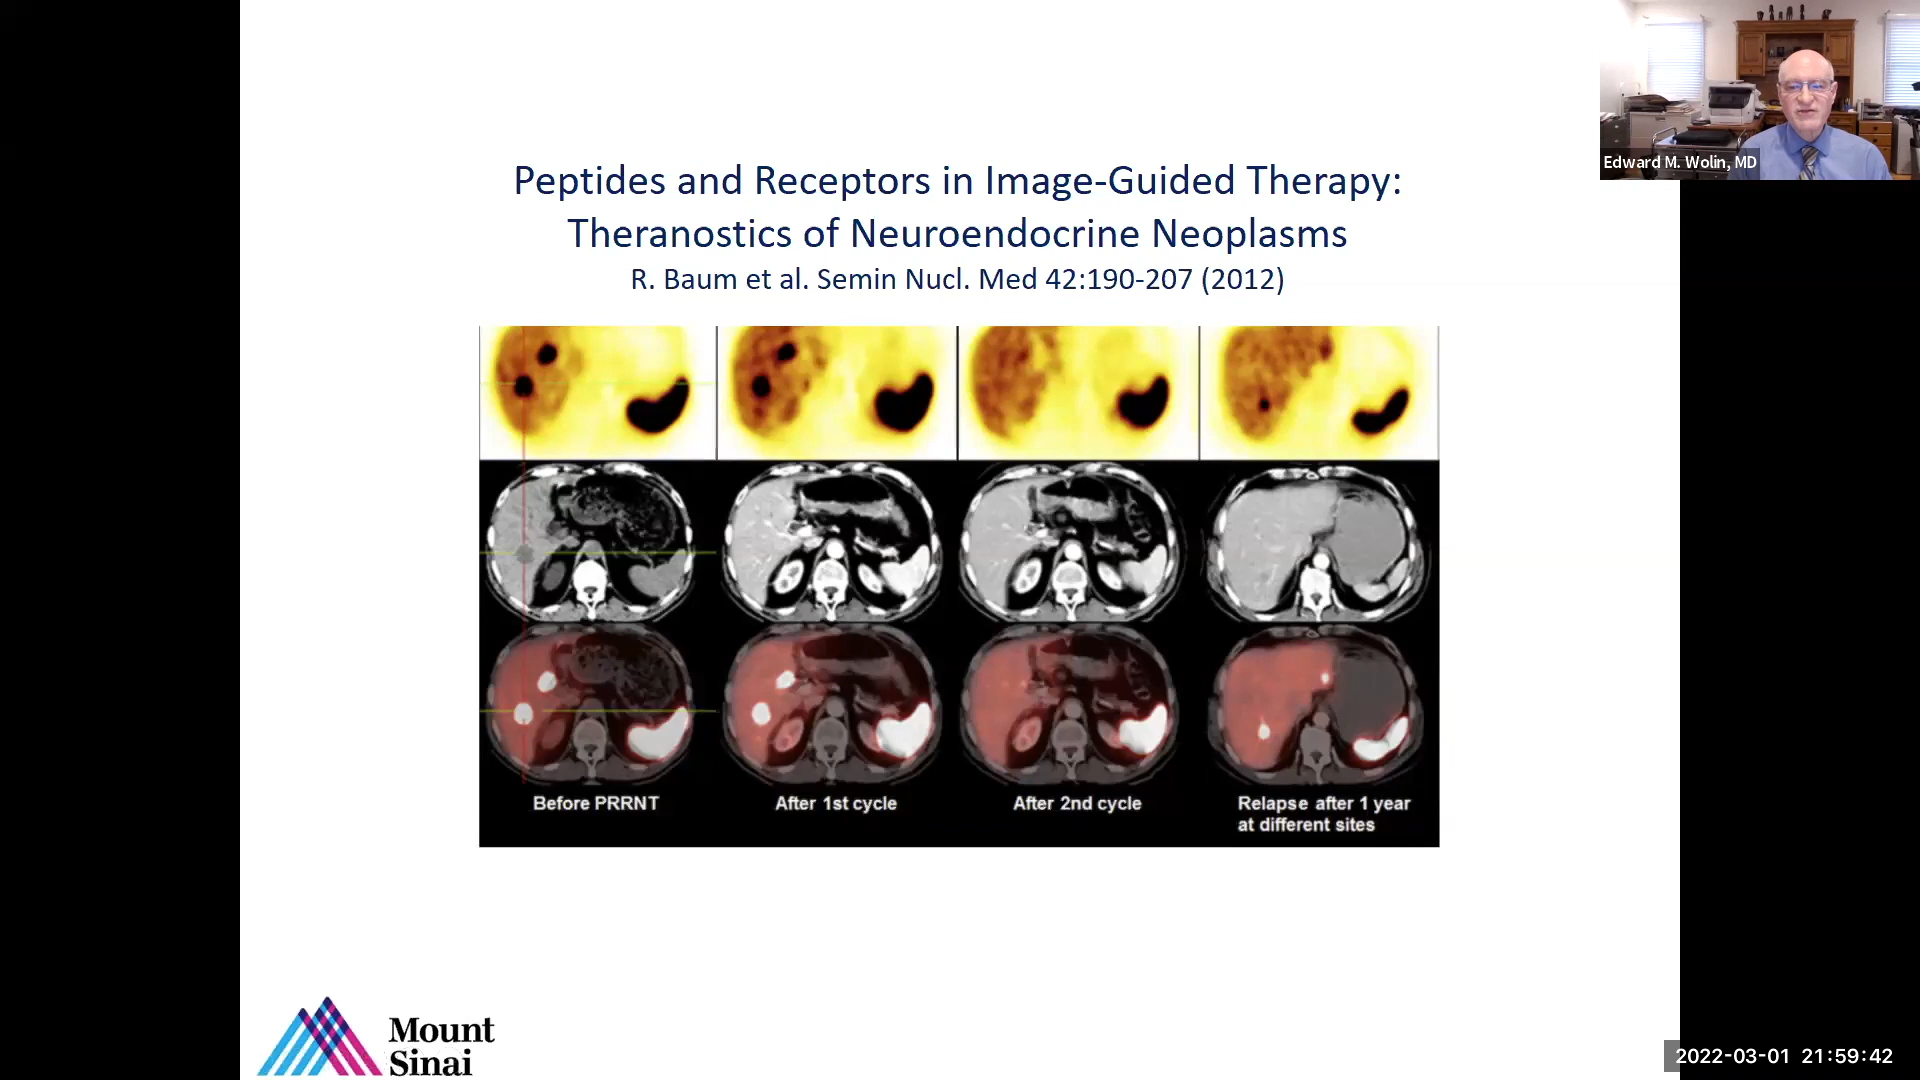 Peptides and Receptors in Image-Guided Therapy:
Theranostics of Neuroendocrine Neoplasms
R. Baum et al. Semin Nucl. Med 42:190-207 (2012)
Edward M. Wolin, MD
Before PRRNT
After 1st cycle
After 2nd cycle
Relapse after 1 year
at different sites
Mount
Sinai
2022-03-01 21:59:42